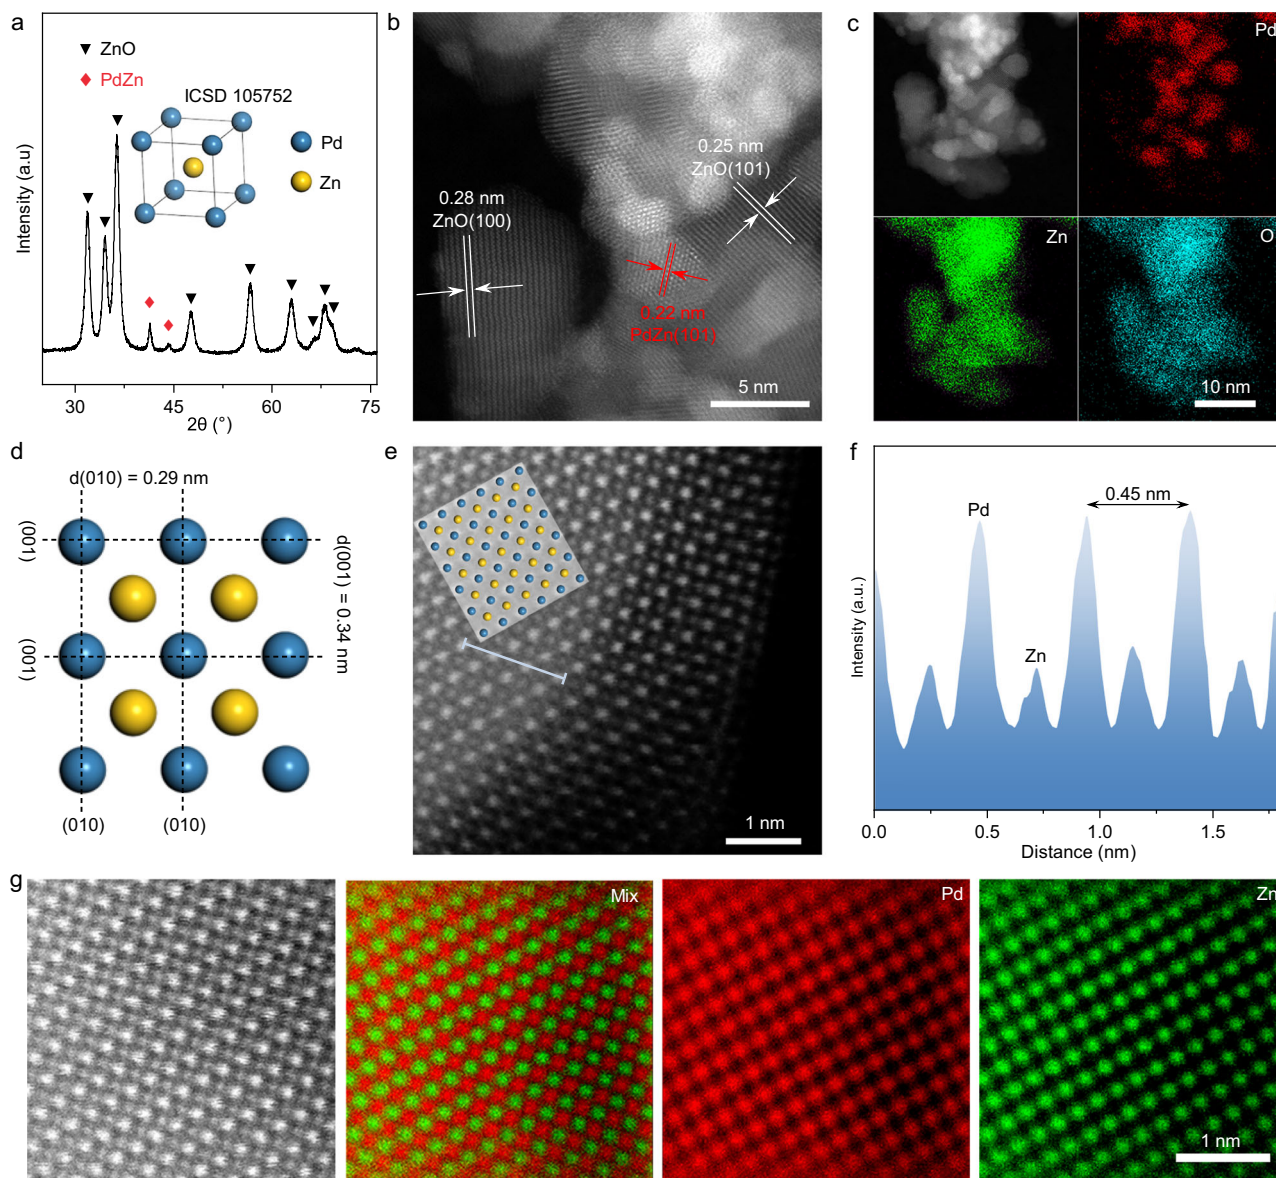 a
ZnO
PdZn
ICSD 105752
Pd
Zn
Intensity (a.u)
30
45
60
75
2θ (°)
b
0.28 nm
ZnO(100)
0.25 nm
ZnO(101)
0.22 nm
PdZn(101)
5 nm
c
Pd
Zn
O
10 nm
d
d(010) = 0.29 nm
(001)
(001)
d(001) = 0.34 nm
(010)
(010)
e
1 nm
f
0.45 nm
Pd
Zn
Intensity (a.u.)
0.0
0.5
1.0
1.5
Distance (nm)
g
Mix
Pd
Zn
1 nm